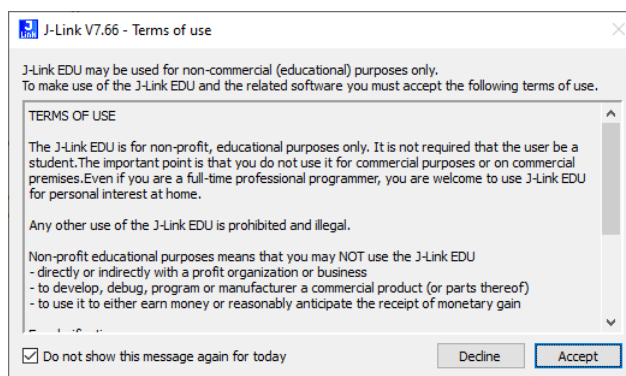 J-Link V7.66 - Terms of use
J-Link EDU may be used for non-commercial (educational) purposes only.
To make use of the J-Link EDU and the related software you must accept the following terms of use.
TERMS OF USE
The J-Link EDU is for non-profit, educational purposes only. It is not required that the user be a
student.The important point is that you do not use it for commercial purposes or on commercial
premises.Even if you are a full-time professional programmer, you are welcome to use J-Link EDU
for personal interest at home.
Any other use of the J-Link EDU is prohibited and illegal.
Non-profit educational purposes means that you may NOT use the J-Link EDU
- directly or indirectly with a profit organization or business
- to develop, debug, program or manufacturer a commercial product (or parts thereof)
- to use it to either earn money or reasonably anticipate the receipt of monetary gain
Do not show this message again for today
Decline
Accept